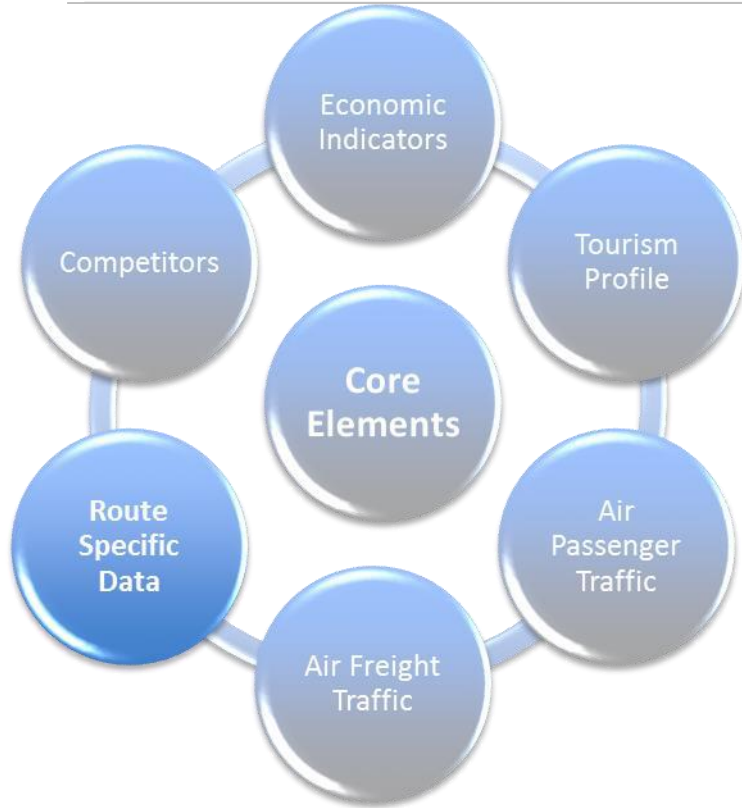 Economic
Indicators
Competitors
Tourism
Profile
Core
Elements
Route
Specific
Data
Air
Passenger
Traffic
Air Freight
Traffic